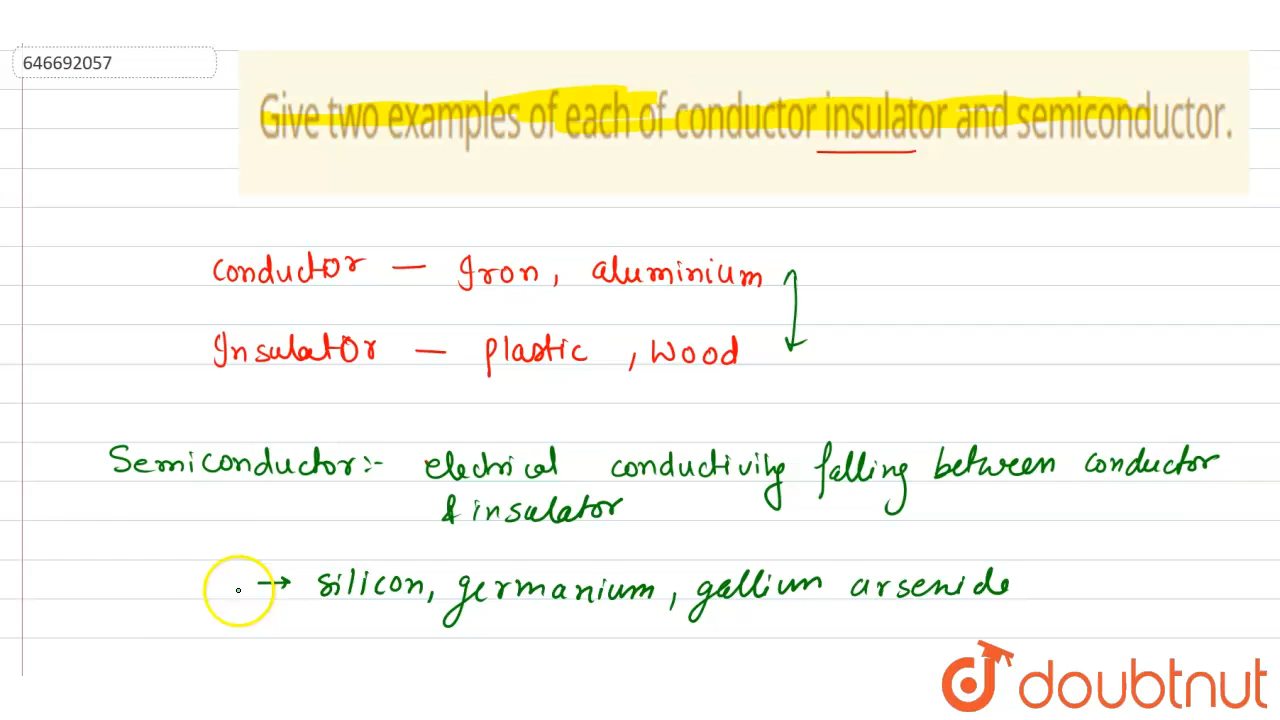 646692057
Give two examples of each of conductor insulator and semiconductor.
conductor — Iron, aluminium
Insulator — plastic, Wood
Semiconductor:- electrical conductivity falling between conductor
& insulator
→ silicon, germanium, gallium arsenide
doubtnut